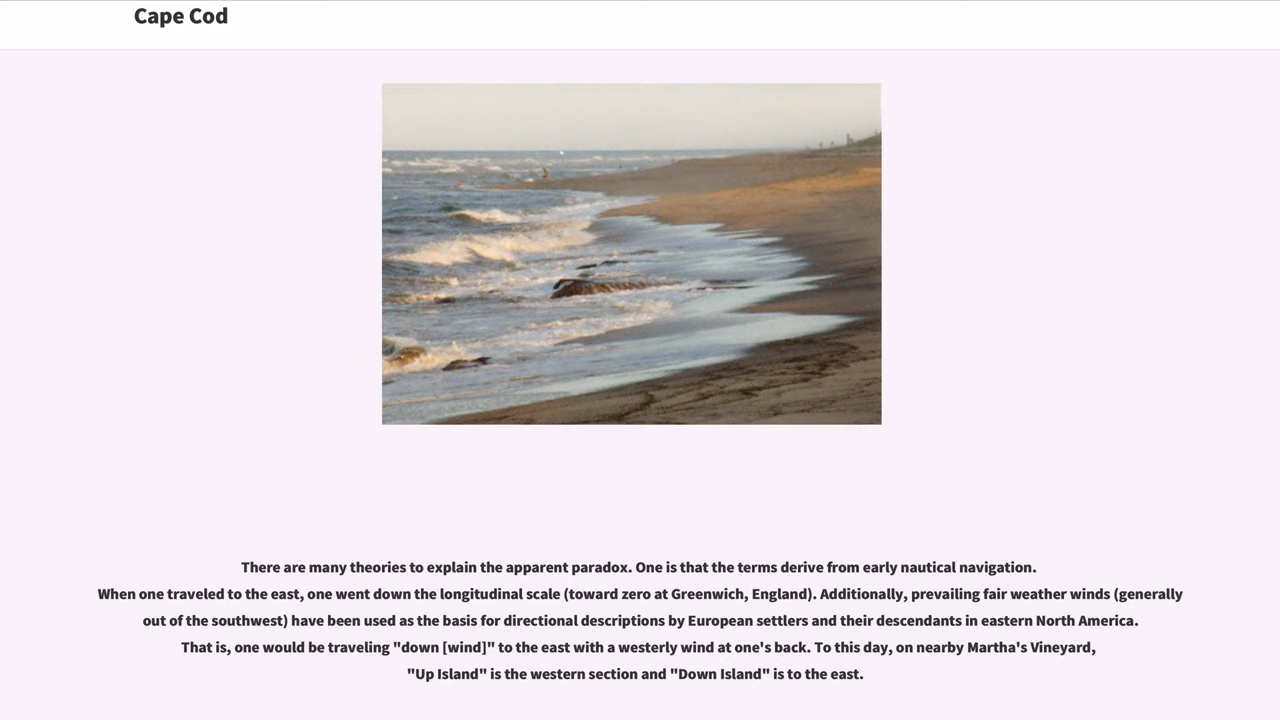 Cape Cod
There are many theories to explain the apparent paradox. One is that the terms derive from early nautical navigation.
When one traveled to the east, one went down the longitudinal scale (toward zero at Greenwich, England). Additionally, prevailing fair weather winds (generally
out of the southwest) have been used as the basis for directional descriptions by European settlers and their descendants in eastern North America.
That is, one would be traveling "down [wind]" to the east with a westerly wind at one's back. To this day, on nearby Martha's Vineyard,
"Up Island" is the western section and "Down Island" is to the east.